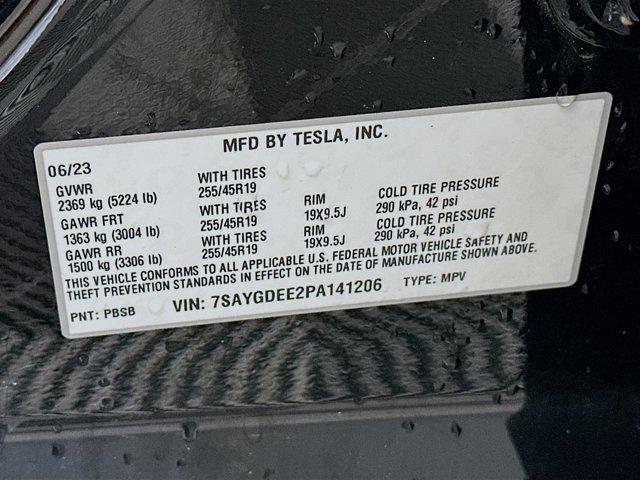 MFD BY TESLA, INC.
06/23
GVWR WITH TIRES
2369 kg (5224 lb) 255/45R19
GAWR FRT WITH TIRES RIM COLD TIRE PRESSURE
1363 kg (3004 lb) 255/45R19 19X9.5J 290 kPa, 42 psi
GAWR RR WITH TIRES RIM COLD TIRE PRESSURE
1500 kg (3306 lb) 255/45R19 19X9.5J 290 kPa, 42 psi
THIS VEHICLE CONFORMS TO ALL APPLICABLE U.S. FEDERAL MOTOR VEHICLE SAFETY AND
THEFT PREVENTION STANDARDS IN EFFECT ON THE DATE OF MANUFACTURE SHOWN ABOVE.
PNT: PBSB VIN: 7SAYGDEE2PA141206 TYPE: MPV